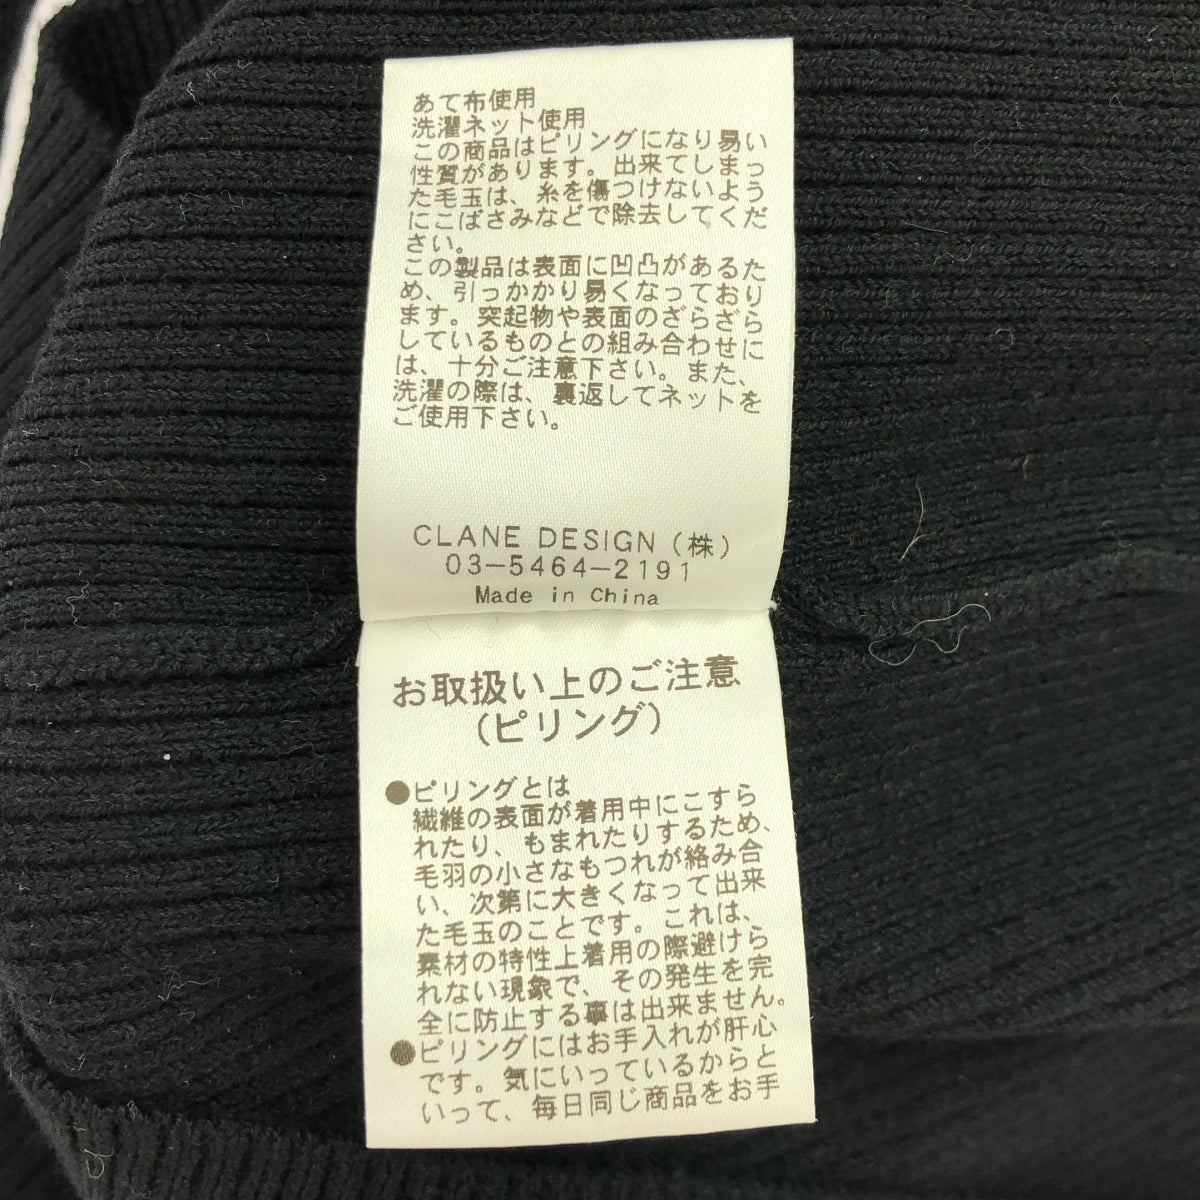 あて布使用
洗濯ネット使用
この商品はピリングになり易い
性質があります。出来てしまっ
た毛玉は、糸を傷つけないよう
にこばさみなどで除去してくだ
さい。
この製品は表面に凹凸があるた
め、引っかかり易くなっており
ます。突起物や表面のざらざら
しているものとの組み合わせに
は、十分ご注意下さい。また、
洗濯の際は、裏返してネットを
ご使用下さい。
CLANE DESIGN(株)
03-5464-2191
Made in China
お取扱い上のご注意
(ピリング)
●ピリングとは
繊維の表面が着用中にこすら
れたり、もまれたりするため、
毛羽の小さなもつれが絡み合
い、次第に大きくなって出来
た毛玉のことです。これは、
素材の特性上着用の際避けら
れない現象で、その発生を完
全に防止する事は出来ません。
●ピリングにはお手入れが肝心
です。気にいっているからと
いって、毎日同じ商品をお手